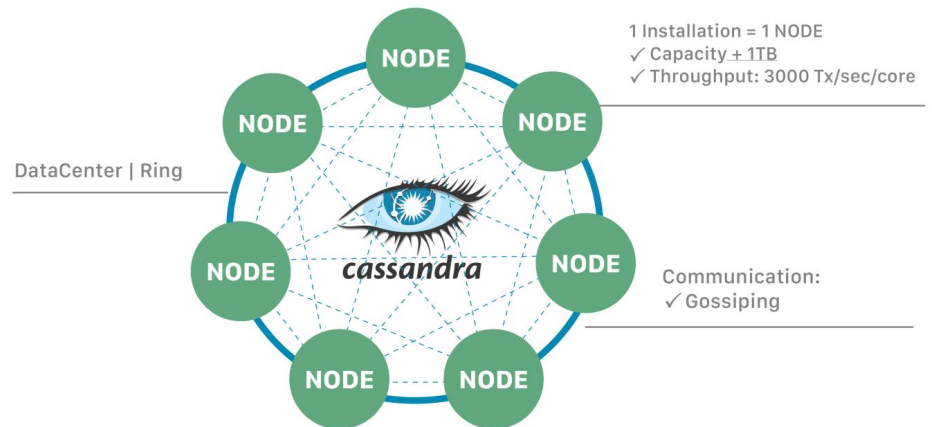 NODE
1 Installation = 1 NODE
✓ Capacity + 1TB
✓ Throughput: 3000 Tx/sec/core
NODE
NODE
DataCenter | Ring
cassandra
NODE
NODE
Communication:
✓ Gossiping
NODE
NODE